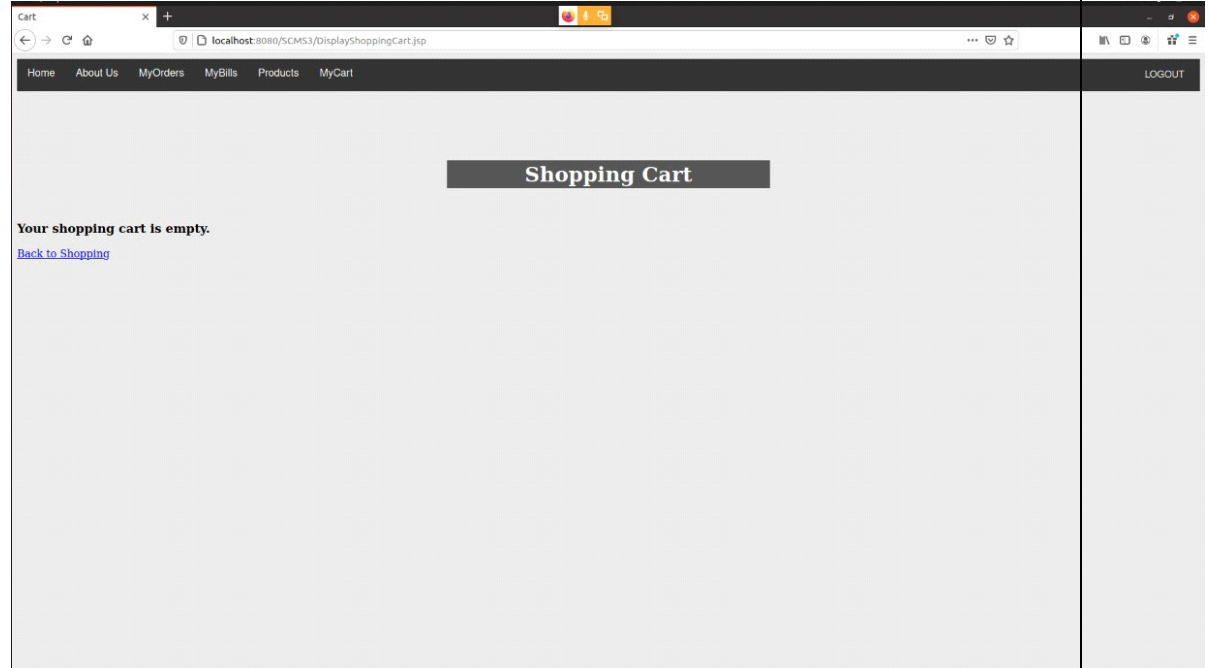 Cart
localhost:8080/SCMS3/DisplayShoppingCart.jsp
Home About Us MyOrders MyBills Products MyCart LOGOUT
Shopping Cart
Your shopping cart is empty.
Back to Shopping